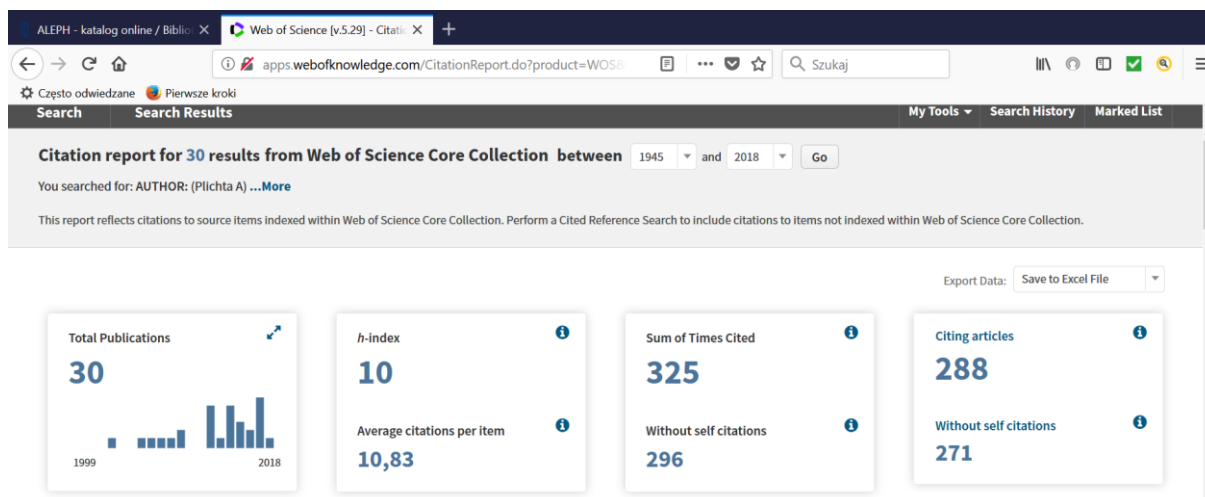 ALEPH - katalog online / Bibliot
Web of Science [v.5.29] - Citatic
apps.webofknowledge.com/CitationReport.do?product=WOS&
Szukaj
Często odwiedzane Pierwsze kroki
Search Search Results My Tools Search History Marked List
Citation report for 30 results from Web of Science Core Collection between 1945 and 2018 Go
You searched for: AUTHOR: (Plichta A) ...More
This report reflects citations to source items indexed within Web of Science Core Collection. Perform a Cited Reference Search to include citations to items not indexed within Web of Science Core Collection.
Export Data: Save to Excel File
Total Publications
30
1999 2018
h-index
10
Average citations per item
10,83
Sum of Times Cited
325
Without self citations
296
Citing articles
288
Without self citations
271